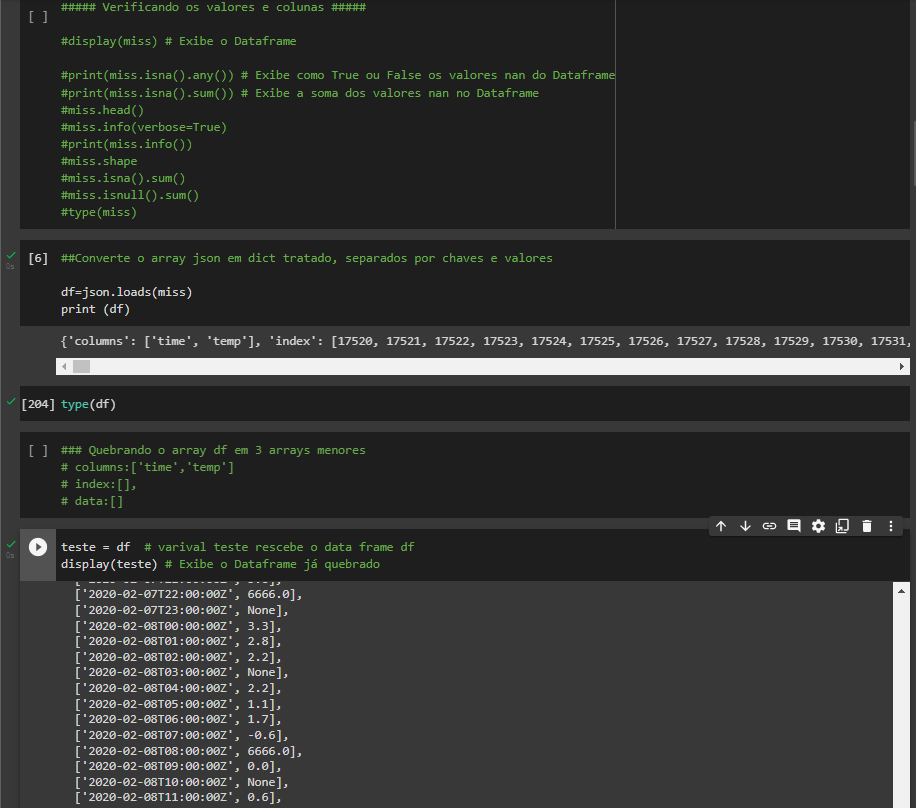 ##### Verificando os valores e colunas #####
[ ]
#display(miss) # Exibe o Dataframe
#print(miss.isna().any()) # Exibe como True ou False os valores nan do Dataframe
#print(miss.isna().sum()) # Exibe a soma dos valores nan no Dataframe
#miss.head()
#miss.info(verbose=True)
#print(miss.info())
#miss.shape
#miss.isna().sum()
#miss.isnull().sum()
#type(miss)
[6] ##Converte o array json em dict tratado, separados por chaves e valores
0s
df=json.loads(miss)
print (df)
{'columns': ['time', 'temp'], 'index': [17520, 17521, 17522, 17523, 17524, 17525, 17526, 17527, 17528, 17529, 17530, 17531,
[204] type(df)
[ ] ### Quebrando o array df em 3 arrays menores
# columns:['time','temp']
# index:[],
# data:[]
teste = df # varival teste rescebe o data frame df
0s
display(teste) # Exibe o Dataframe já quebrado
['2020-02-07T22:00:00Z', 6666.0],
['2020-02-07T23:00:00Z', None],
['2020-02-08T00:00:00Z', 3.3],
['2020-02-08T01:00:00Z', 2.8],
['2020-02-08T02:00:00Z', 2.2],
['2020-02-08T03:00:00Z', None],
['2020-02-08T04:00:00Z', 2.2],
['2020-02-08T05:00:00Z', 1.1],
['2020-02-08T06:00:00Z', 1.7],
['2020-02-08T07:00:00Z', -0.6],
['2020-02-08T08:00:00Z', 6666.0],
['2020-02-08T09:00:00Z', 0.0],
['2020-02-08T10:00:00Z', None],
['2020-02-08T11:00:00Z', 0.6],